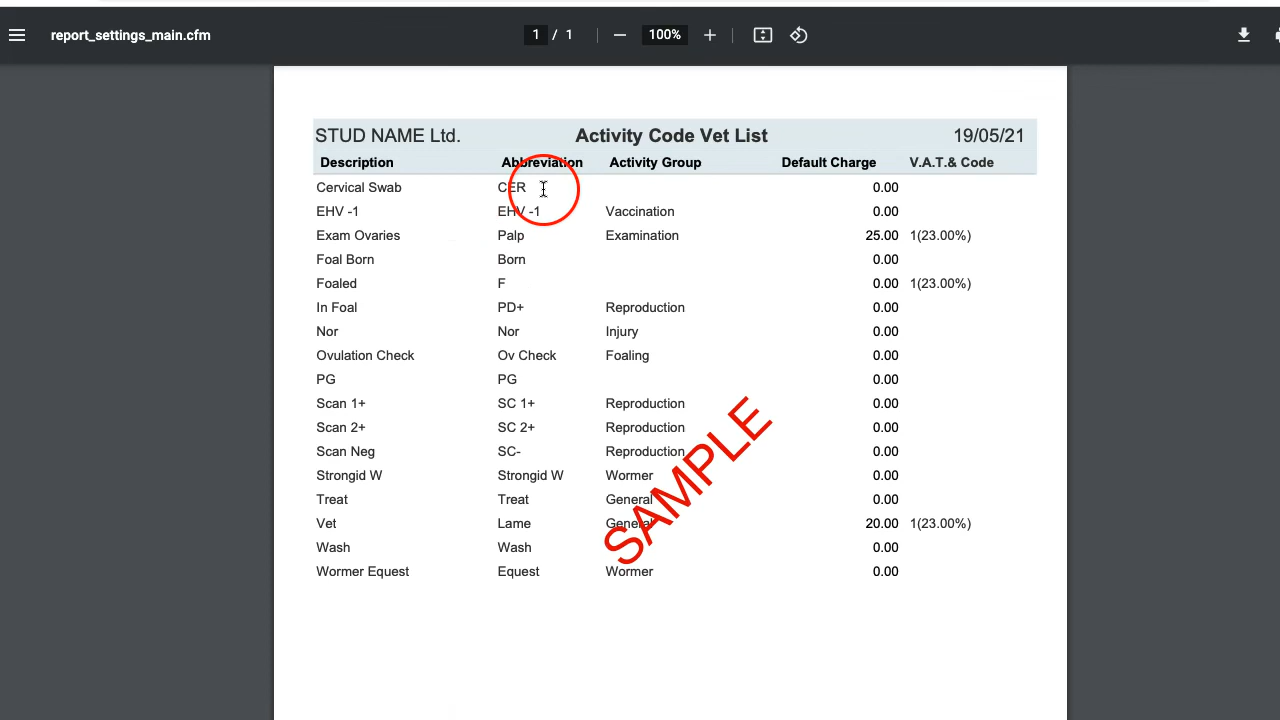 report_settings_main.cfm 1 / 1 100%
STUD NAME Ltd. Activity Code Vet List 19/05/21
Description Abbreviation Activity Group Default Charge V.A.T.& Code
Cervical Swab CER 0.00
EHV -1 EHV -1 Vaccination 0.00
Exam Ovaries Palp Examination 25.00 1(23.00%)
Foal Born Born 0.00
Foaled F 0.00 1(23.00%)
In Foal PD+ Reproduction 0.00
Nor Nor Injury 0.00
Ovulation Check Ov Check Foaling 0.00
PG PG 0.00
Scan 1+ SC 1+ Reproduction 0.00
Scan 2+ SC 2+ Reproduction 0.00
Scan Neg SC- Reproduction 0.00
Strongid W Strongid W Wormer 0.00
Treat Treat General 0.00
Vet Lame General 20.00 1(23.00%)
Wash Wash 0.00
Wormer Equest Equest Wormer 0.00
SAMPLE